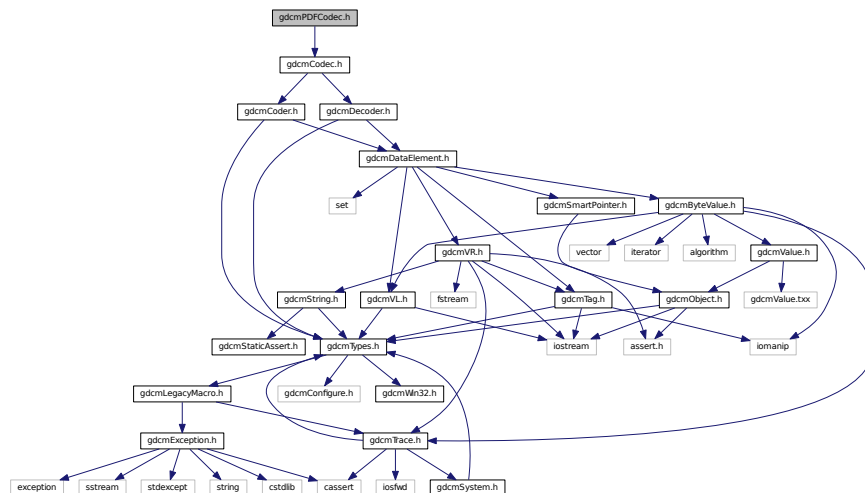 gdcmPDFCodec.h
gdcmCodec.h
gdcmCoder.h
gdcmDecoder.h
gdcmDataElement.h
set
gdcmSmartPointer.h
gdcmByteValue.h
gdcmVR.h
vector
iterator
algorithm
gdcmValue.h
gdcmString.h
gdcmVL.h
fstream
gdcmTag.h
gdcmObject.h
gdcmValue.txx
gdcmStaticAssert.h
gdcmTypes.h
iostream
assert.h
iomanip
gdcmLegacyMacro.h
gdcmConfigure.h
gdcmWin32.h
gdcmException.h
gdcmTrace.h
exception
sstream
stdexcept
string
cstdlib
cassert
iosfwd
gdcmSystem.h